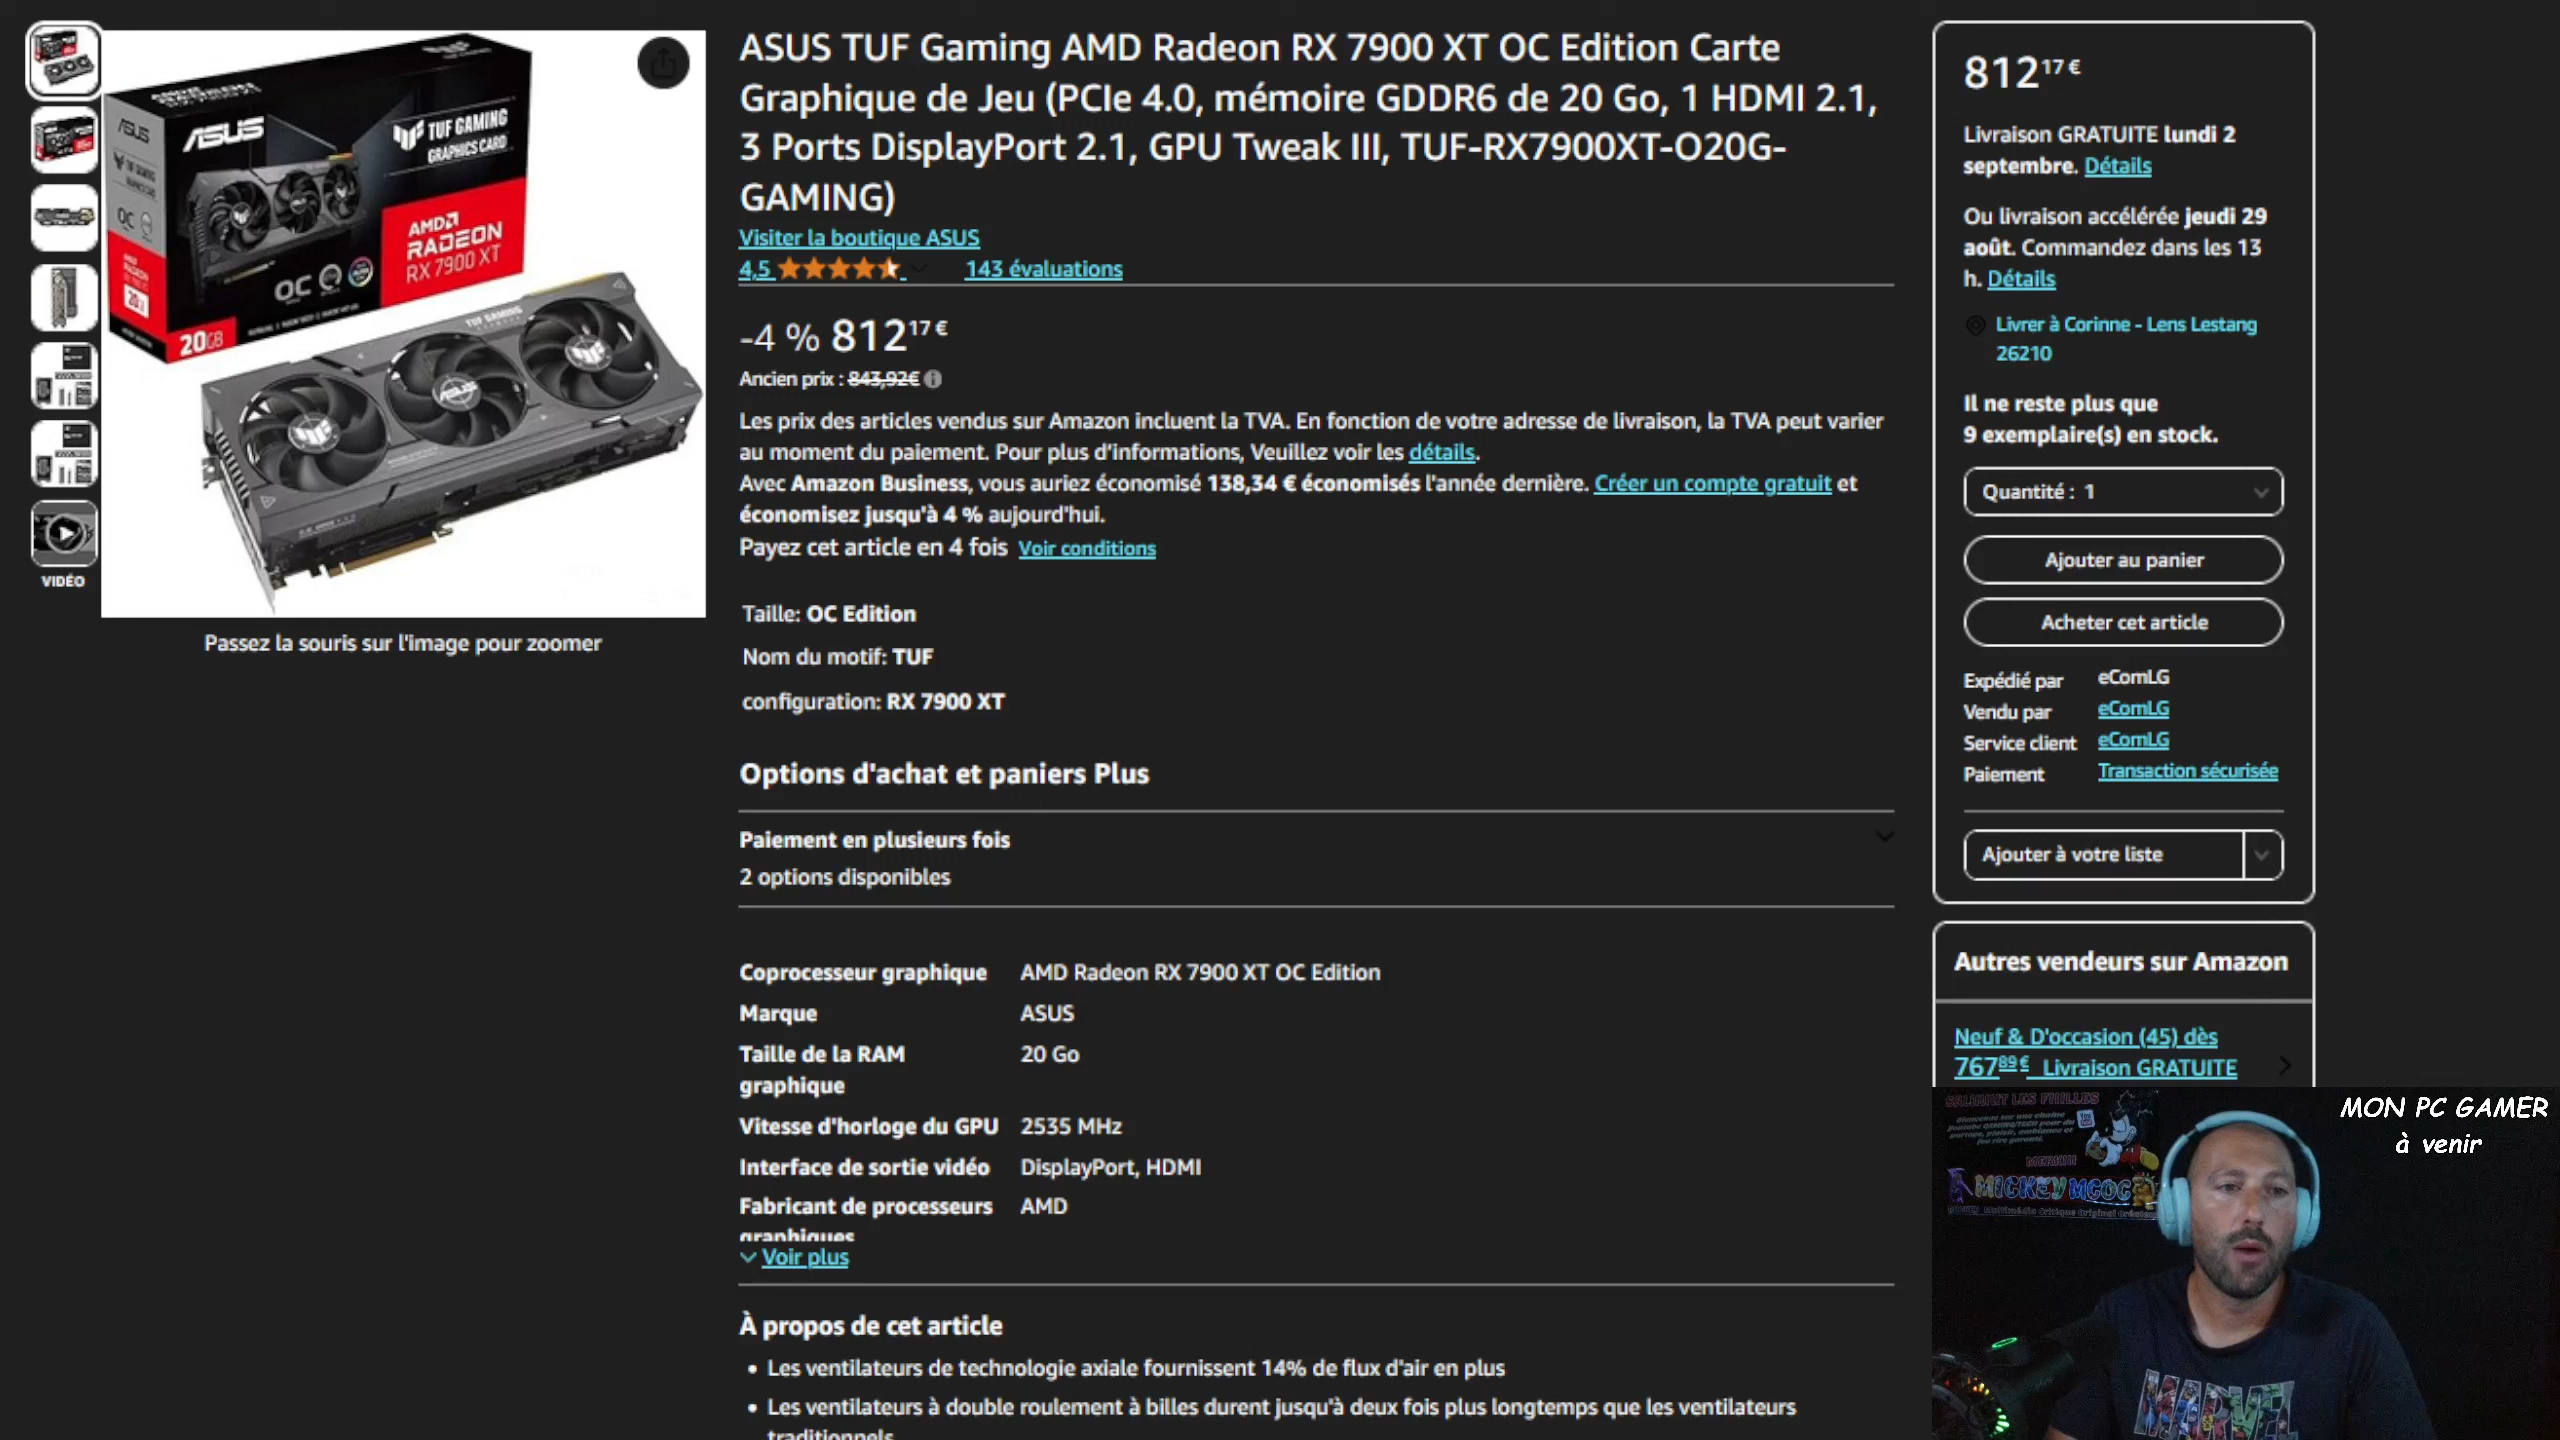 ASUS TUF Gaming AMD Radeon RX 7900 XT OC Edition Carte
Graphique de Jeu (PCIe 4.0, mémoire GDDR6 de 20 Go, 1 HDMI 2.1,
3 Ports DisplayPort 2.1, GPU Tweak III, TUF-RX7900XT-O20G-
GAMING)
Visiter la boutique ASUS
4,5
143 évaluations
-4 % 812,17€
Ancien prix : 843,92€
Les prix des articles vendus sur Amazon incluent la TVA. En fonction de votre adresse de livraison, la TVA peut varier
au moment du paiement. Pour plus d'informations, Veuillez voir les détails.
Avec Amazon Business, vous auriez économisé 138,34 € économisés l'année dernière. Créer un compte gratuit et
économisez jusqu'à 4 % aujourd'hui.
Payez cet article en 4 fois Voir conditions
Taille: OC Edition
Nom du motif: TUF
configuration: RX 7900 XT
Options d'achat et paniers Plus
Paiement en plusieurs fois
2 options disponibles
Coprocesseur graphique AMD Radeon RX 7900 XT OC Edition
Marque ASUS
Taille de la RAM 20 Go
graphique
Vitesse d'horloge du GPU 2535 MHz
Interface de sortie vidéo DisplayPort, HDMI
Fabricant de processeurs AMD
graphiques
Voir plus
À propos de cet article
Les ventilateurs de technologie axiale fournissent 14% de flux d'air en plus
Les ventilateurs à double roulement à billes durent jusqu'à deux fois plus longtemps que les ventilateurs
traditionnels
ASUS
ASUS
TUF GAMING
GRAPHICS CARD
AMD
RADEON
RX 7900 XT
OC
OC
20GB
TUF GAMING
ASUS
VIDÉO
Passez la souris sur l'image pour zoomer
812 17 €
Livraison GRATUITE lundi 2
septembre. Détails
Ou livraison accélérée jeudi 29
août. Commandez dans les 13
h. Détails
Livrer à Corinne - Lens Lestang
26210
Il ne reste plus que
9 exemplaire(s) en stock.
Quantité : 1
Ajouter au panier
Acheter cet article
Expédié par eComLG
Vendu par eComLG
Service client eComLG
Paiement Transaction sécurisée
Ajouter à votre liste
Autres vendeurs sur Amazon
Neuf & D'occasion (45) dès
767 89€ Livraison GRATUITE
MON PC GAMER
à venir
MICKEY MCOC
MARVEL